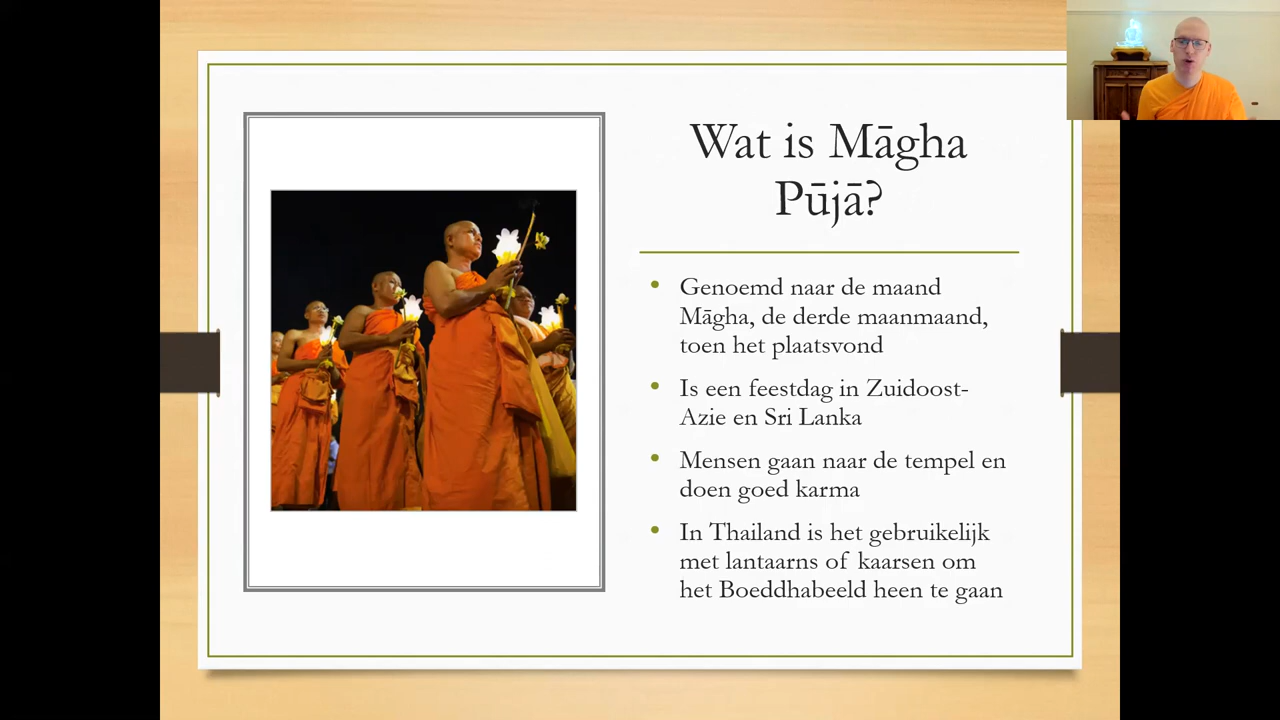 Wat is Māgha
Pūjā?
Genoemd naar de maand
Māgha, de derde maanmaand,
toen het plaatsvond
Is een feestdag in Zuidoost-
Azie en Sri Lanka
Mensen gaan naar de tempel en
doen goed karma
In Thailand is het gebruikelijk
met lantaarns of kaarsen om
het Boeddhabeeld heen te gaan